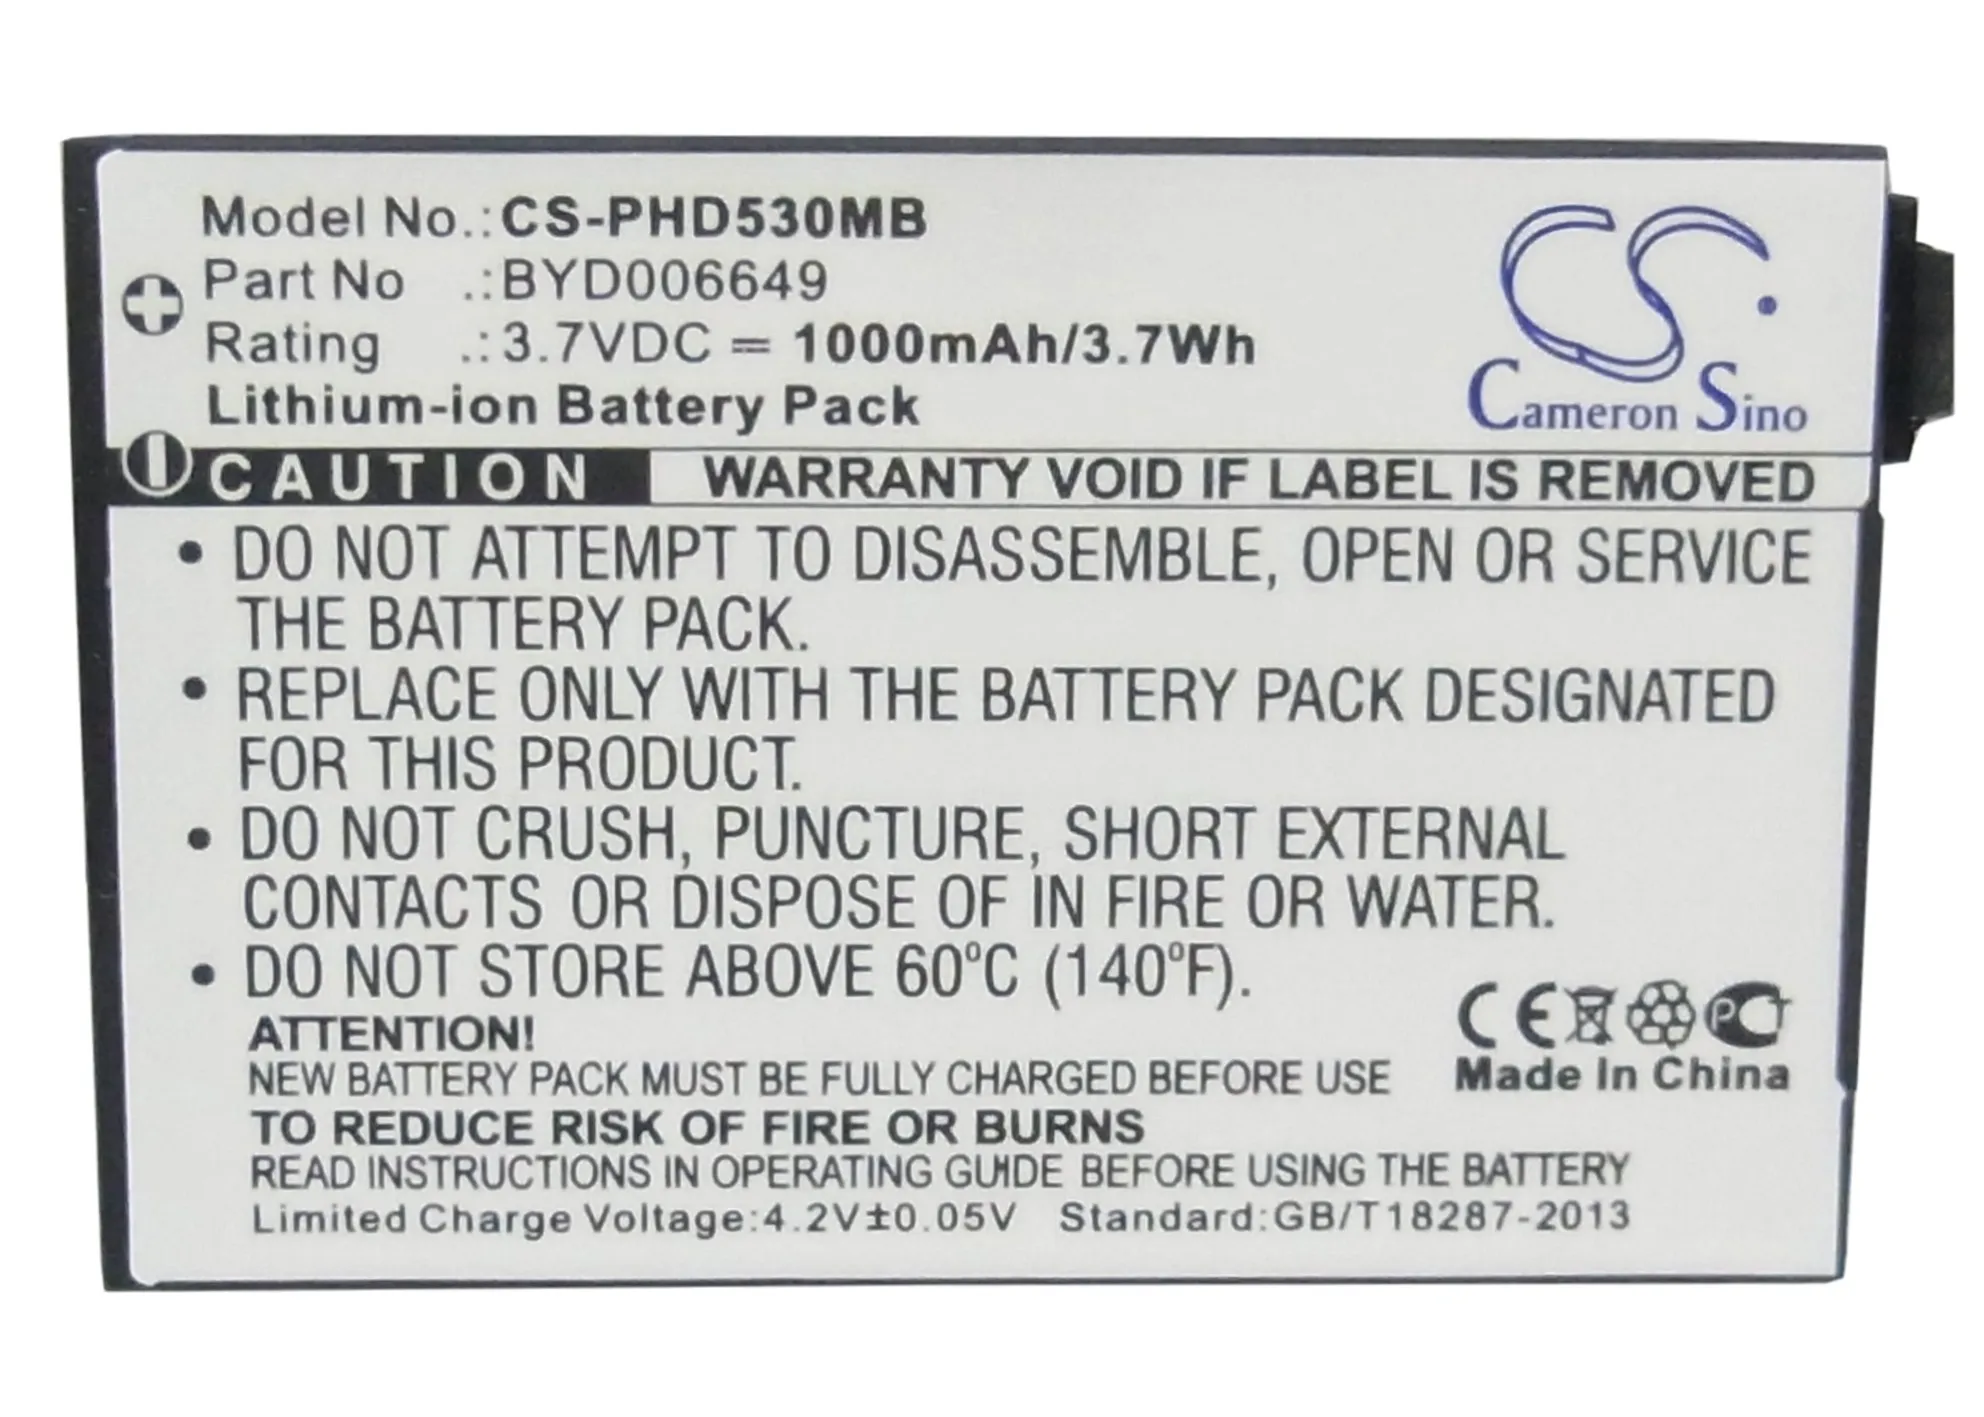 Model No.:CS-PHD530MB
Part No .:BYD006649
Rating .:3.7VDC = 1000mAh/3.7Wh
Lithium-ion Battery Pack
CS
Cameron Sino
CAUTION WARRANTY VOID IF LABEL IS REMOVED
• DO NOT ATTEMPT TO DISASSEMBLE, OPEN OR SERVICE
THE BATTERY PACK.
• REPLACE ONLY WITH THE BATTERY PACK DESIGNATED
FOR THIS PRODUCT.
• DO NOT CRUSH, PUNCTURE, SHORT EXTERNAL
CONTACTS OR DISPOSE OF IN FIRE OR WATER.
• DO NOT STORE ABOVE 60°C (140°F).
CE PCT
Made In China
ATTENTION!
NEW BATTERY PACK MUST BE FULLY CHARGED BEFORE USE
TO REDUCE RISK OF FIRE OR BURNS
READ INSTRUCTIONS IN OPERATING GUIDE BEFORE USING THE BATTERY
Limited Charge Voltage:4.2V±0.05V Standard:GB/T18287-2013